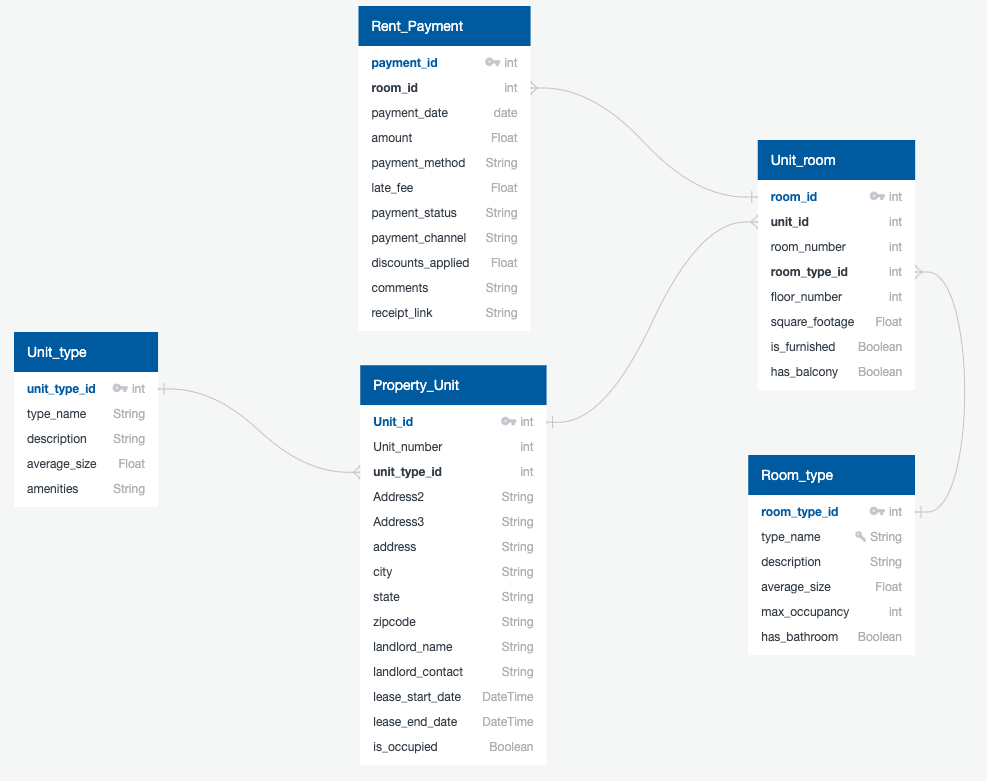 Rent_Payment
payment_id int
room_id int
payment_date date
amount Float
payment_method String
late_fee Float
payment_status String
payment_channel String
discounts_applied Float
comments String
receipt_link String
Unit_room
room_id int
unit_id int
room_number int
room_type_id int
floor_number int
square_footage Float
is_furnished Boolean
has_balcony Boolean
Unit_type
unit_type_id int
type_name String
description String
average_size Float
amenities String
Property_Unit
Unit_id int
Unit_number int
unit_type_id int
Address2 String
Address3 String
address String
city String
state String
zipcode String
landlord_name String
landlord_contact String
lease_start_date DateTime
lease_end_date DateTime
is_occupied Boolean
Room_type
room_type_id int
type_name String
description String
average_size Float
max_occupancy int
has_bathroom Boolean